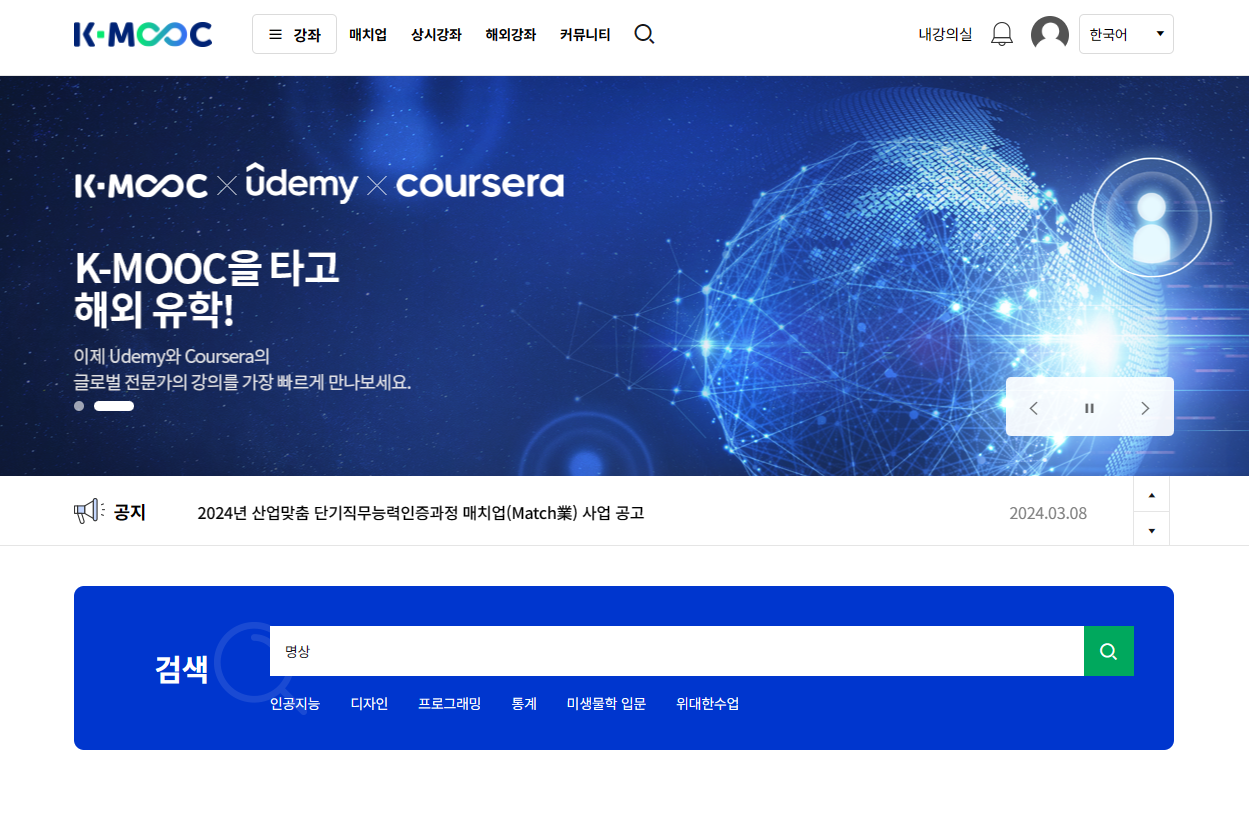 K-MOOC
강좌 매치업 상시강좌 해외강좌 커뮤니티
내강의실 한국어
K-MOOC × ûdemy × coursera
K-MOOC을 타고
해외 유학!
이제 Udemy와 Coursera의
글로벌 전문가의 강의를 가장 빠르게 만나보세요.
공지 2024년 산업맞춤 단기직무능력인증과정 매치업(Match業) 사업 공고 2024.03.08
검색
명상
인공지능 디자인 프로그래밍 통계 미생물학 입문 위대한수업